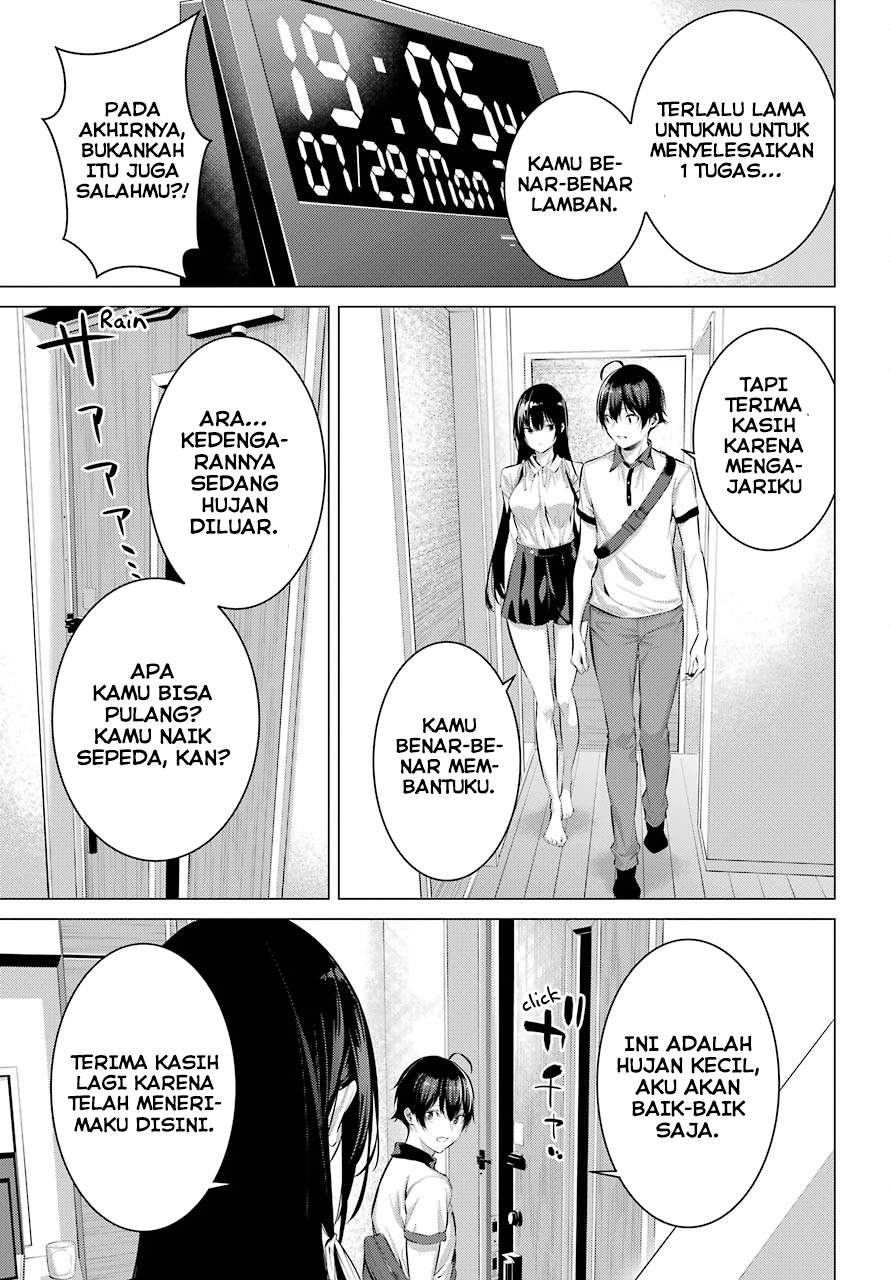 TERLALU LAMA
UNTUKMU UNTUK
MENYELESAIKAN
1 TUGAS...
KAMU BE-
NAR-BENAR
LAMBAN.
19:05
07/29 Mon
PADA
AKHIRNYA,
BUKANKAH
ITU JUGA
SALAHMU?!
TAPI
TERIMA
KASIH
KARENA
MENGA-
JARIKU
KAMU
BENAR-BE-
NAR MEM-
BANTUKU.
Rain
ザァァァ…
ARA...
KEDENGA-
RANNYA
SEDANG
HUJAN
DILUAR.
APA
KAMU BISA
PULANG?
KAMU NAIK
SEPEDA, KAN?
INI ADALAH
HUJAN KECIL,
AKU AKAN
BAIK-BAIK
SAJA.
click
ガチャ…
TERIMA KASIH
LAGI KARENA
TELAH MENERI-
MAKU DISINI.